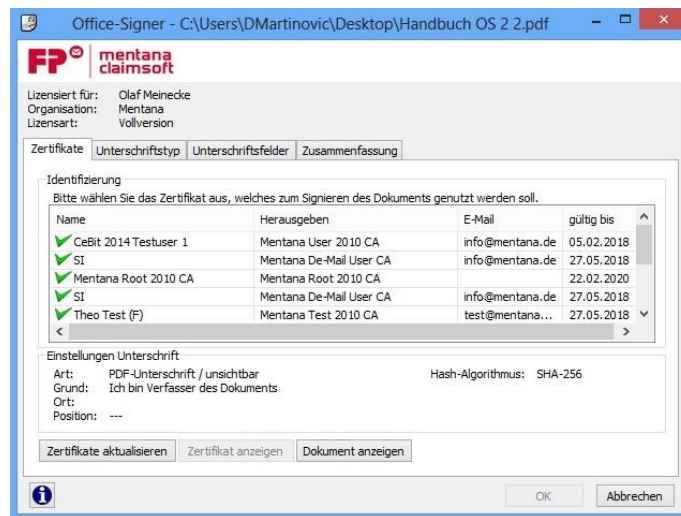 Office-Signer - C:\Users\DMartinovic\Desktop\Handbuch OS 2 2.pdf
FP mentana
claimsoft
Lizensiert für: Olaf Meinecke
Organisation: Mentana
Lizensart: Vollversion
Zertifikate Unterschriftstyp Unterschriftsfelder Zusammenfassung
Identifizierung
Bitte wählen Sie das Zertifikat aus, welches zum Signieren des Dokuments genutzt werden soll.
Name Herausgeben E-Mail gültig bis
CeBit 2014 Testuser 1 Mentana User 2010 CA info@mentana.de 05.02.2018
SI Mentana De-Mail User CA info@mentana.de 27.05.2018
Mentana Root 2010 CA Mentana Root 2010 CA 22.02.2020
SI Mentana De-Mail User CA info@mentana.de 27.05.2018
Theo Test (F) Mentana Test 2010 CA test@mentana... 27.05.2018
Einstellungen Unterschrift
Art: PDF-Unterschrift / unsichtbar Hash-Algorithmus: SHA-256
Grund: Ich bin Verfasser des Dokuments
Ort:
Position: ---
Zertifikate aktualisieren Zertifikat anzeigen Dokument anzeigen
OK Abbrechen